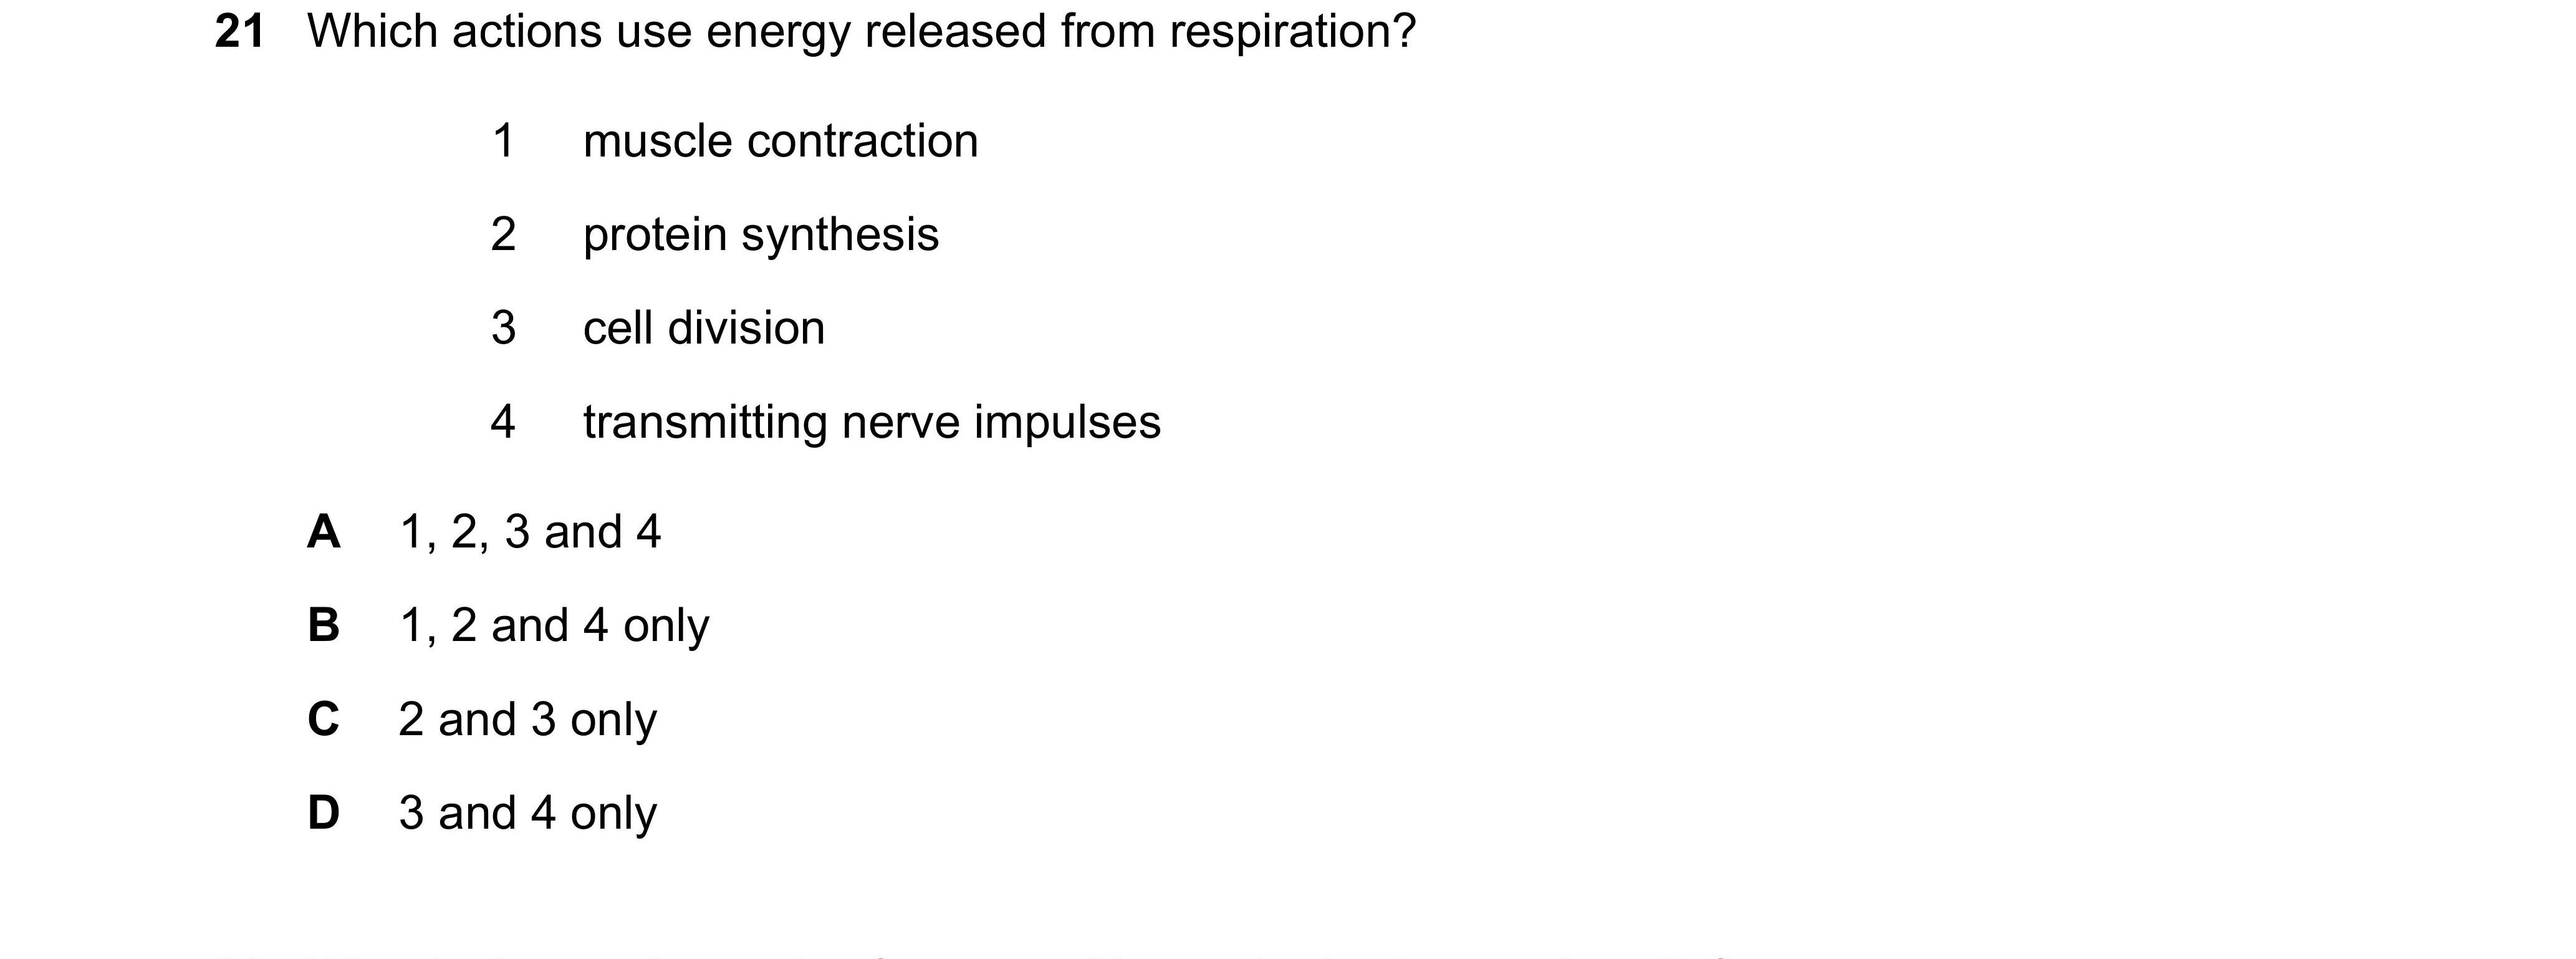 21 Which actions use energy released from respiration?
1 muscle contraction
2 protein synthesis
3 cell division
4 transmitting nerve impulses
A 1, 2, 3 and 4
B 1, 2 and 4 only
C 2 and 3 only
D 3 and 4 only